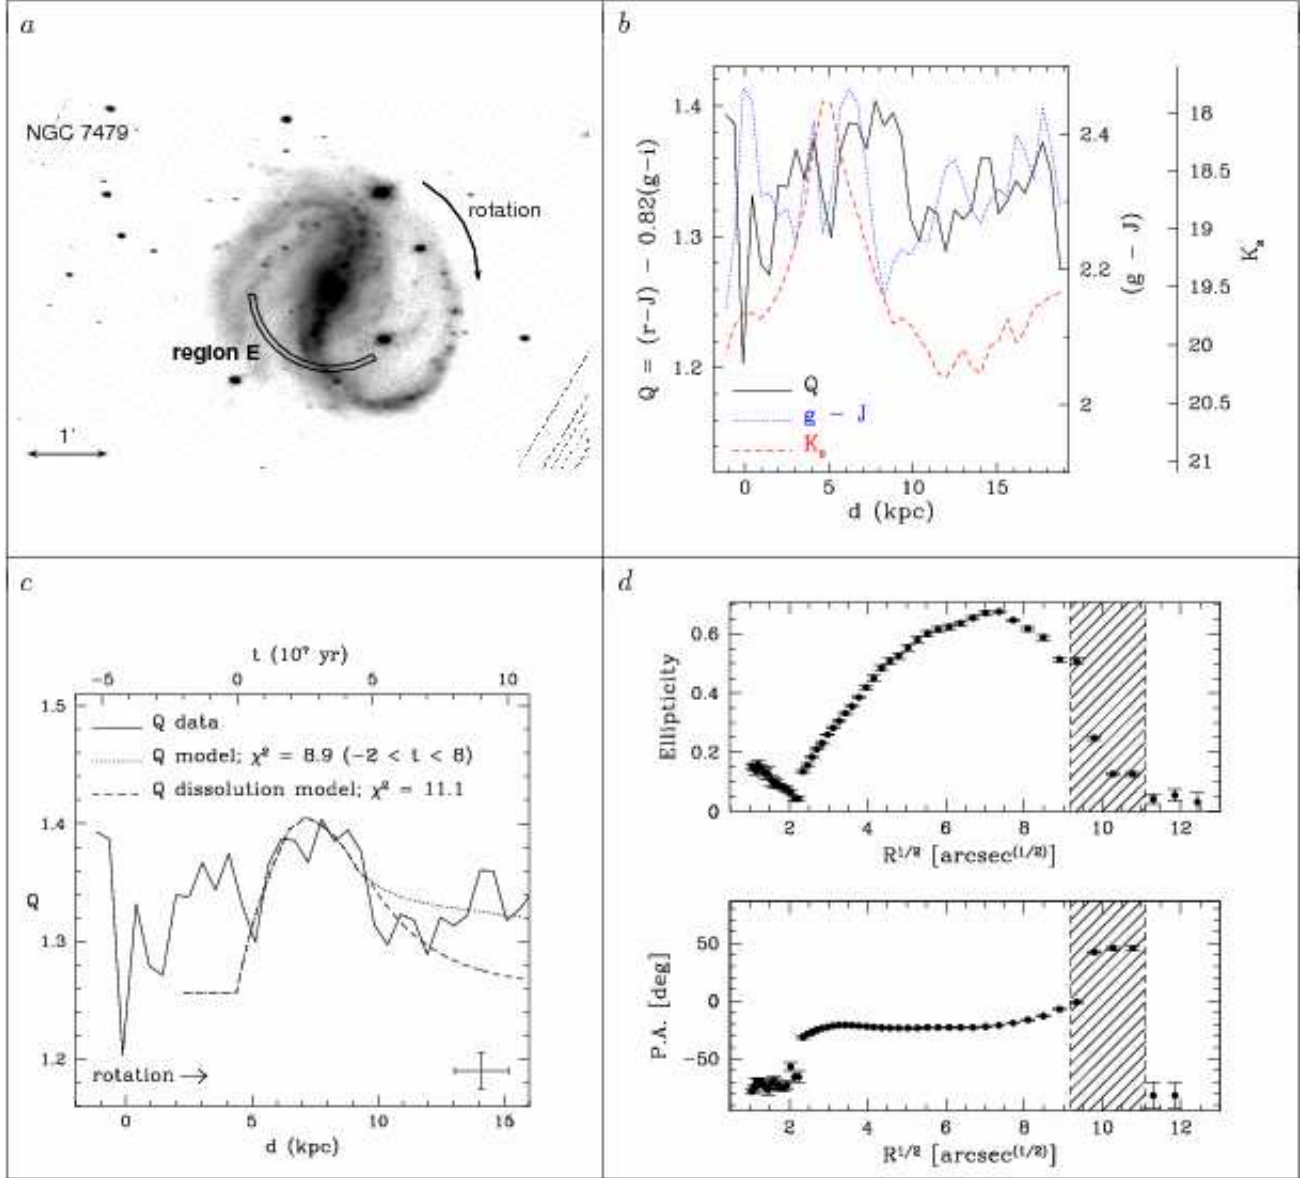 a
NGC 7479
rotation
region E
1'
b
Q = (r-J) - 0.82(g-i)
1.4
1.3
1.2
Q
g - J
K_s
0 5 10 15
d (kpc)
2.4
2.2
2
(g - J)
18
18.5
19
19.5
20
20.5
21
K_s
c
t (10⁷ yr)
-5 0 5 10
1.5
1.4
1.3
1.2
Q
Q data
Q model; χ² = 8.9 (-2 < t < 8)
Q dissolution model; χ² = 11.1
rotation →
0 5 10 15
d (kpc)
d
Ellipticity
0.6
0.4
0.2
0
2 4 6 8 10 12
R^1/2 [arcsec^(1/2)]
P.A. [deg]
50
0
-50
2 4 6 8 10 12
R^1/2 [arcsec^(1/2)]